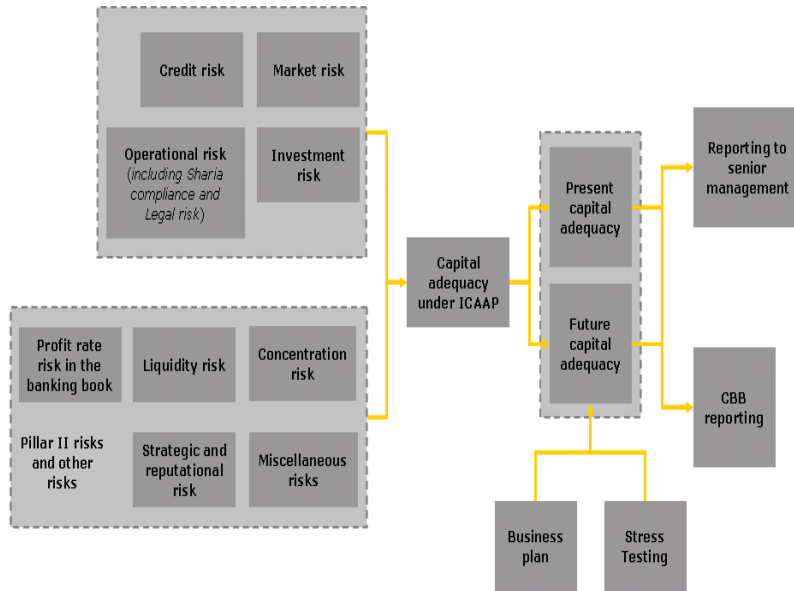 Credit risk
Market risk
Operational risk
(including Sharia
compliance and
Legal risk)
Investment
risk
Profit rate
risk in the
banking book
Liquidity risk
Concentration
risk
Pillar II risks
and other
risks
Strategic and
reputational
risk
Miscellaneous
risks
Capital
adequacy
under ICAAP
Present
capital
adequacy
Future
capital
adequacy
Business
plan
Stress
Testing
Reporting to
senior
management
CBB
reporting